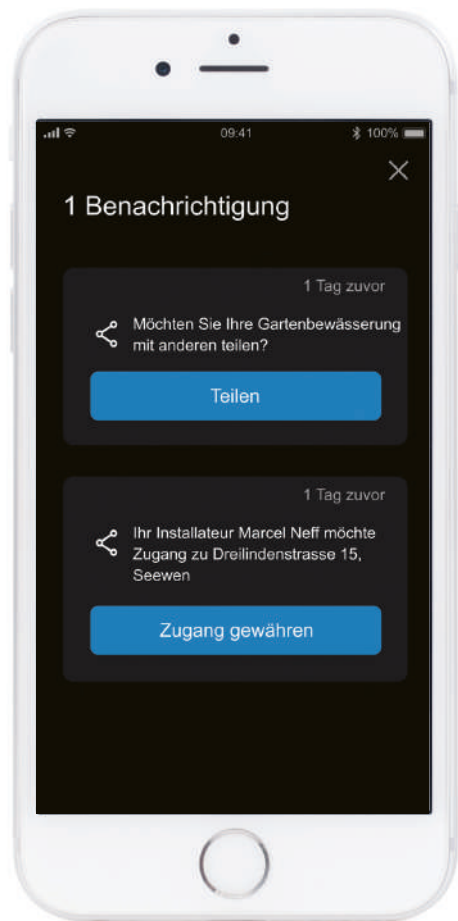 09:41
100%
1 Benachrichtigung
1 Tag zuvor
Möchten Sie Ihre Gartenbewässerung
mit anderen teilen?
Teilen
1 Tag zuvor
Ihr Installateur Marcel Neff möchte
Zugang zu Dreilindenstrasse 15,
Seewen
Zugang gewähren